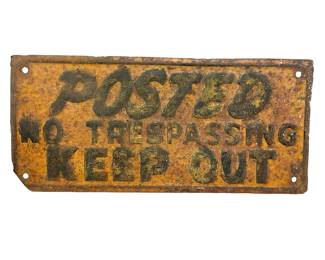 POSTED
NO TRESPASSING
KEEP OUT